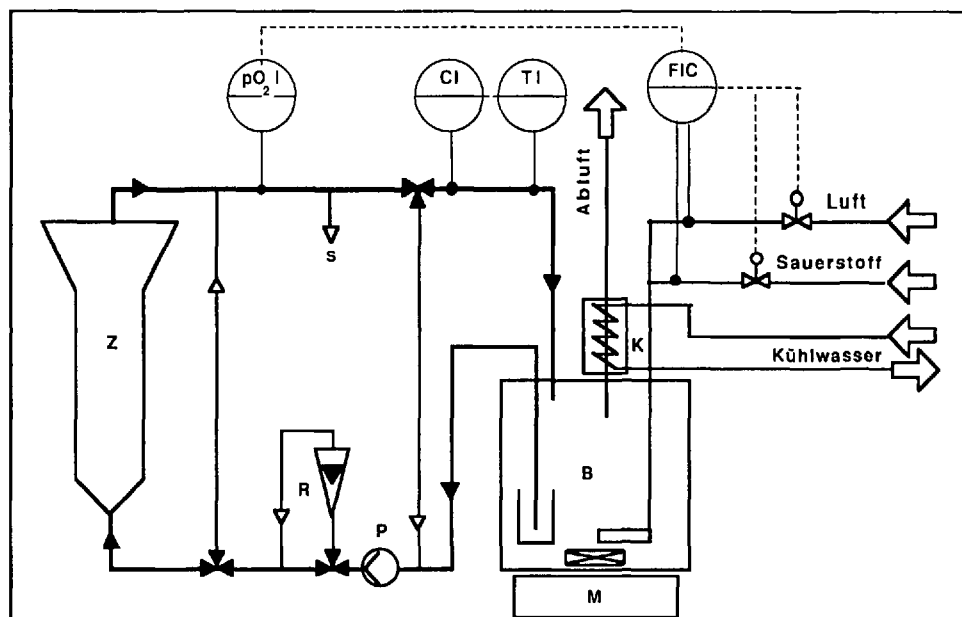 pO2 I
CI
TI
FIC
Abluft
Luft
S
Sauerstoff
Z
K
Kühlwasser
R
P
B
M